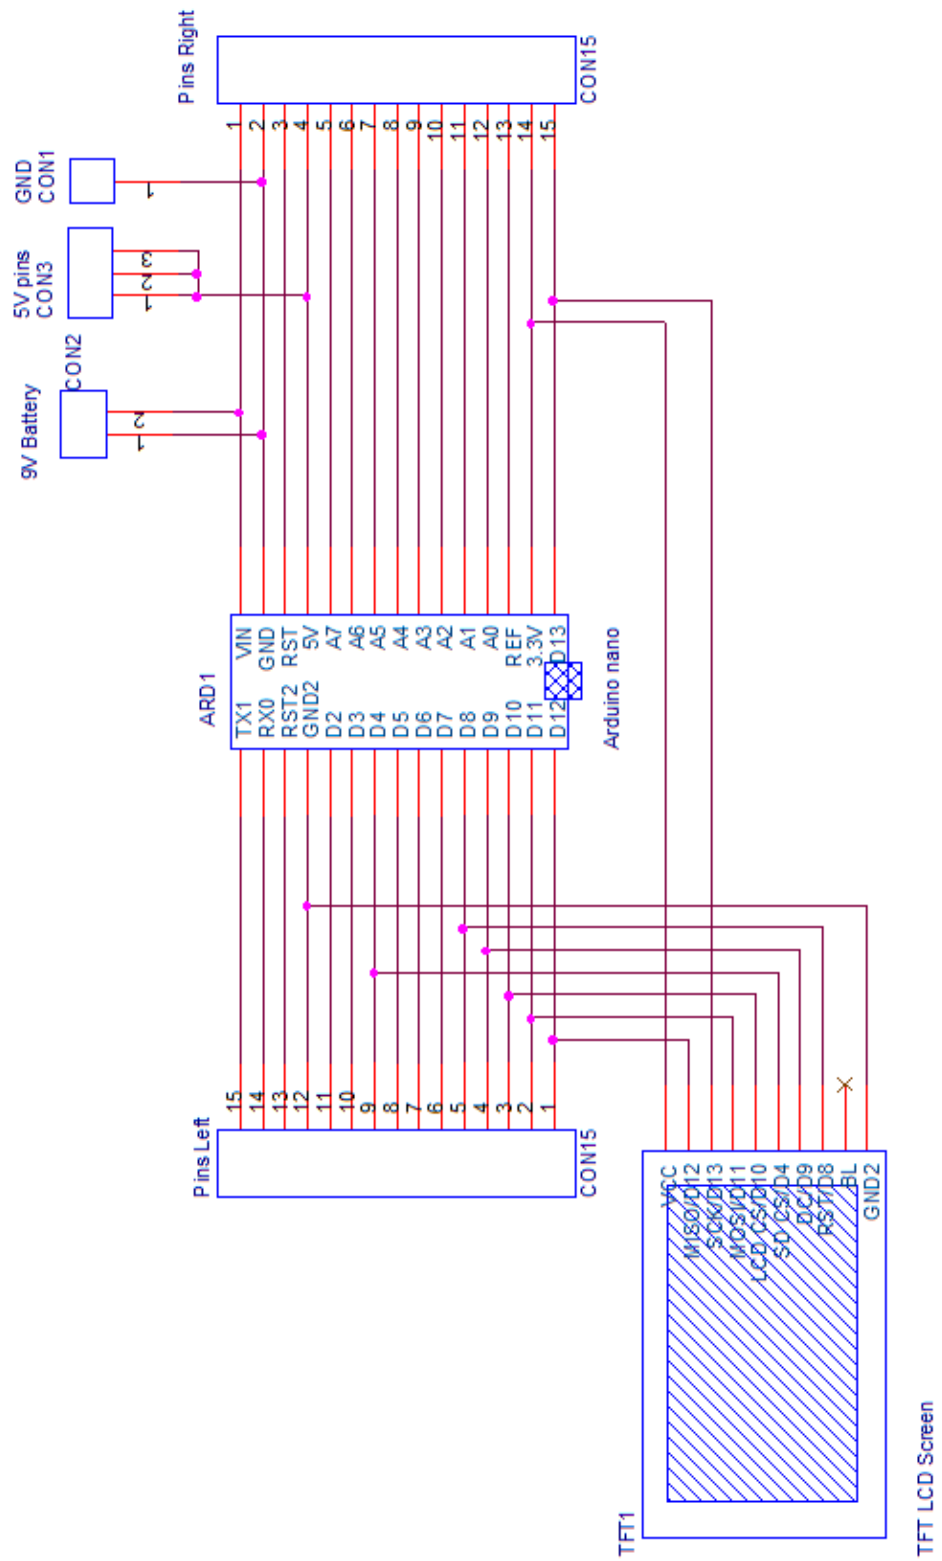 Pins Right
CON15
1
2
3
4
5
6
7
8
9
10
11
12
13
14
15
GND
CON1
1
5V pins
CON3
1
2
3
9V Battery
CON2
1
2
ARD1
Arduino nano
VIN
GND
RST
5V
A7
A6
A5
A4
A3
A2
A1
A0
REF
3.3V
D13
TX1
RX0
RST2
GND2
D2
D3
D4
D5
D6
D7
D8
D9
D10
D11
D12
Pins Left
CON15
15
14
13
12
11
10
9
8
7
6
5
4
3
2
1
TFT1
TFT LCD Screen
VCC
MISO/D12
SCK/D13
MOSI/D11
LCD CS/D10
SD CS/D4
DC/D9
RST/D8
BL
GND2